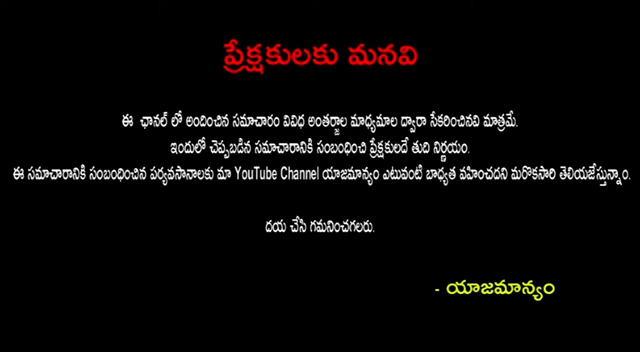 ప్రేక్షకులకు మనవి
ఈ ఛానల్ లో అందించిన సమాచారం వివిధ అంతర్జాల మాధ్యమాల ద్వారా సేకరించినవి మాత్రమే.
ఇందులో చెప్పబడిన సమాచారానికి సంబంధించి ప్రేక్షకులదే తుది నిర్ణయం.
ఈ సమాచారానికి సంబంధించిన పర్యవసానాలకు మా YouTube Channel యాజమాన్యం ఎటువంటి బాధ్యత వహించదని మరొకసారి తెలియజేస్తున్నాం.
దయ చేసి గమనించగలరు.
- యాజమాన్యం